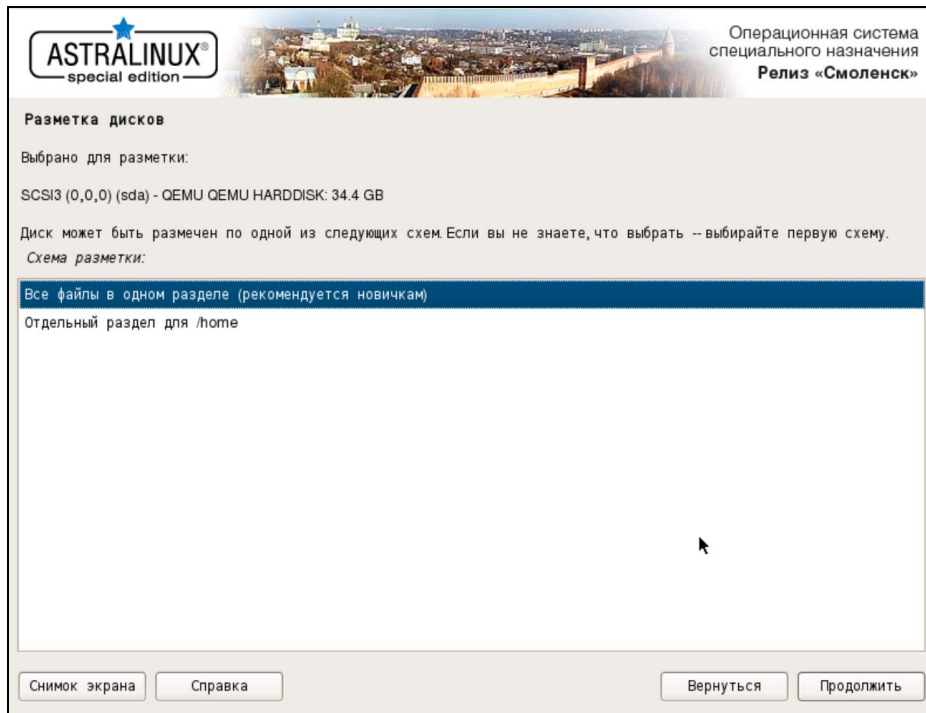 ASTRALINUX®
special edition
Операционная система
специального назначения
Релиз «Смоленск»
Разметка дисков
Выбрано для разметки:
SCSI3 (0,0,0) (sda) - QEMU QEMU HARDDISK: 34.4 GB
Диск может быть размечен по одной из следующих схем. Если вы не знаете, что выбрать -- выбирайте первую схему.
Схема разметки:
Все файлы в одном разделе (рекомендуется новичкам)
Отдельный раздел для /home
Снимок экрана
Справка
Вернуться
Продолжить